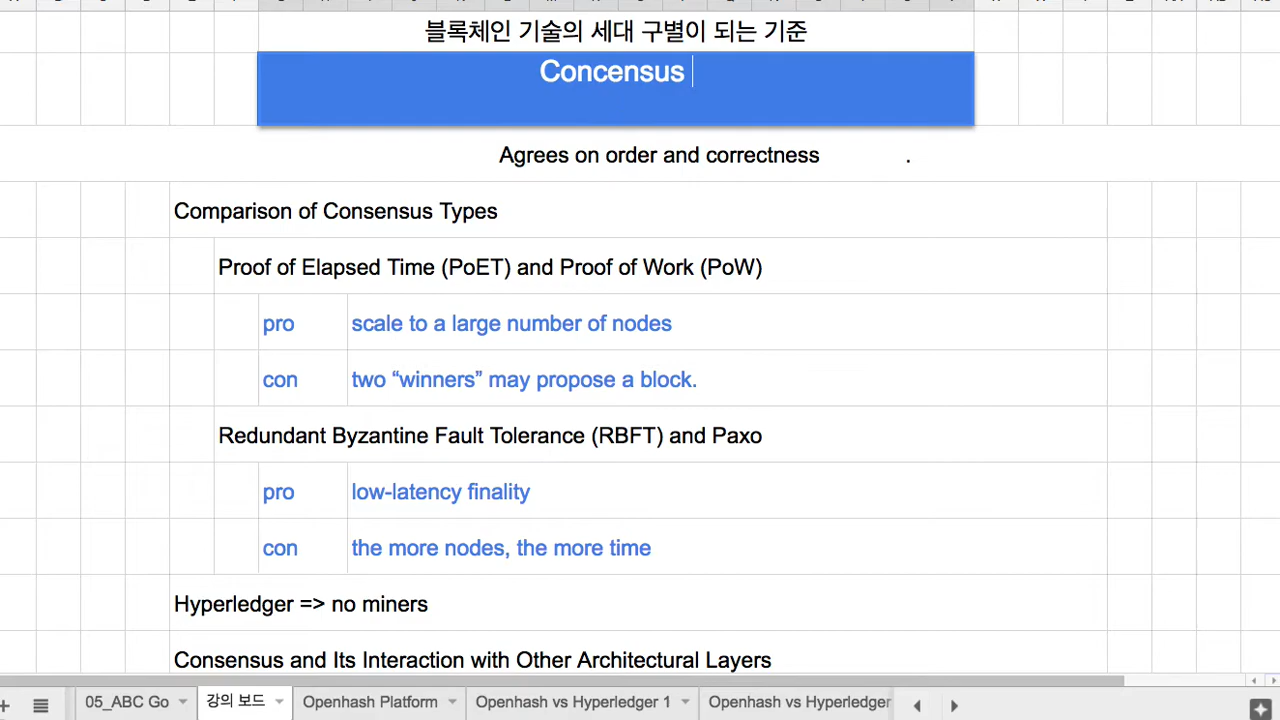 블록체인 기술의 세대 구별이 되는 기준
Concensus
Agrees on order and correctness .
Comparison of Consensus Types
Proof of Elapsed Time (PoET) and Proof of Work (PoW)
pro scale to a large number of nodes
con two “winners” may propose a block.
Redundant Byzantine Fault Tolerance (RBFT) and Paxo
pro low-latency finality
con the more nodes, the more time
Hyperledger => no miners
Consensus and Its Interaction with Other Architectural Layers
05_ABC Go 강의 보드 Openhash Platform Openhash vs Hyperledger 1 Openhash vs Hyperledger